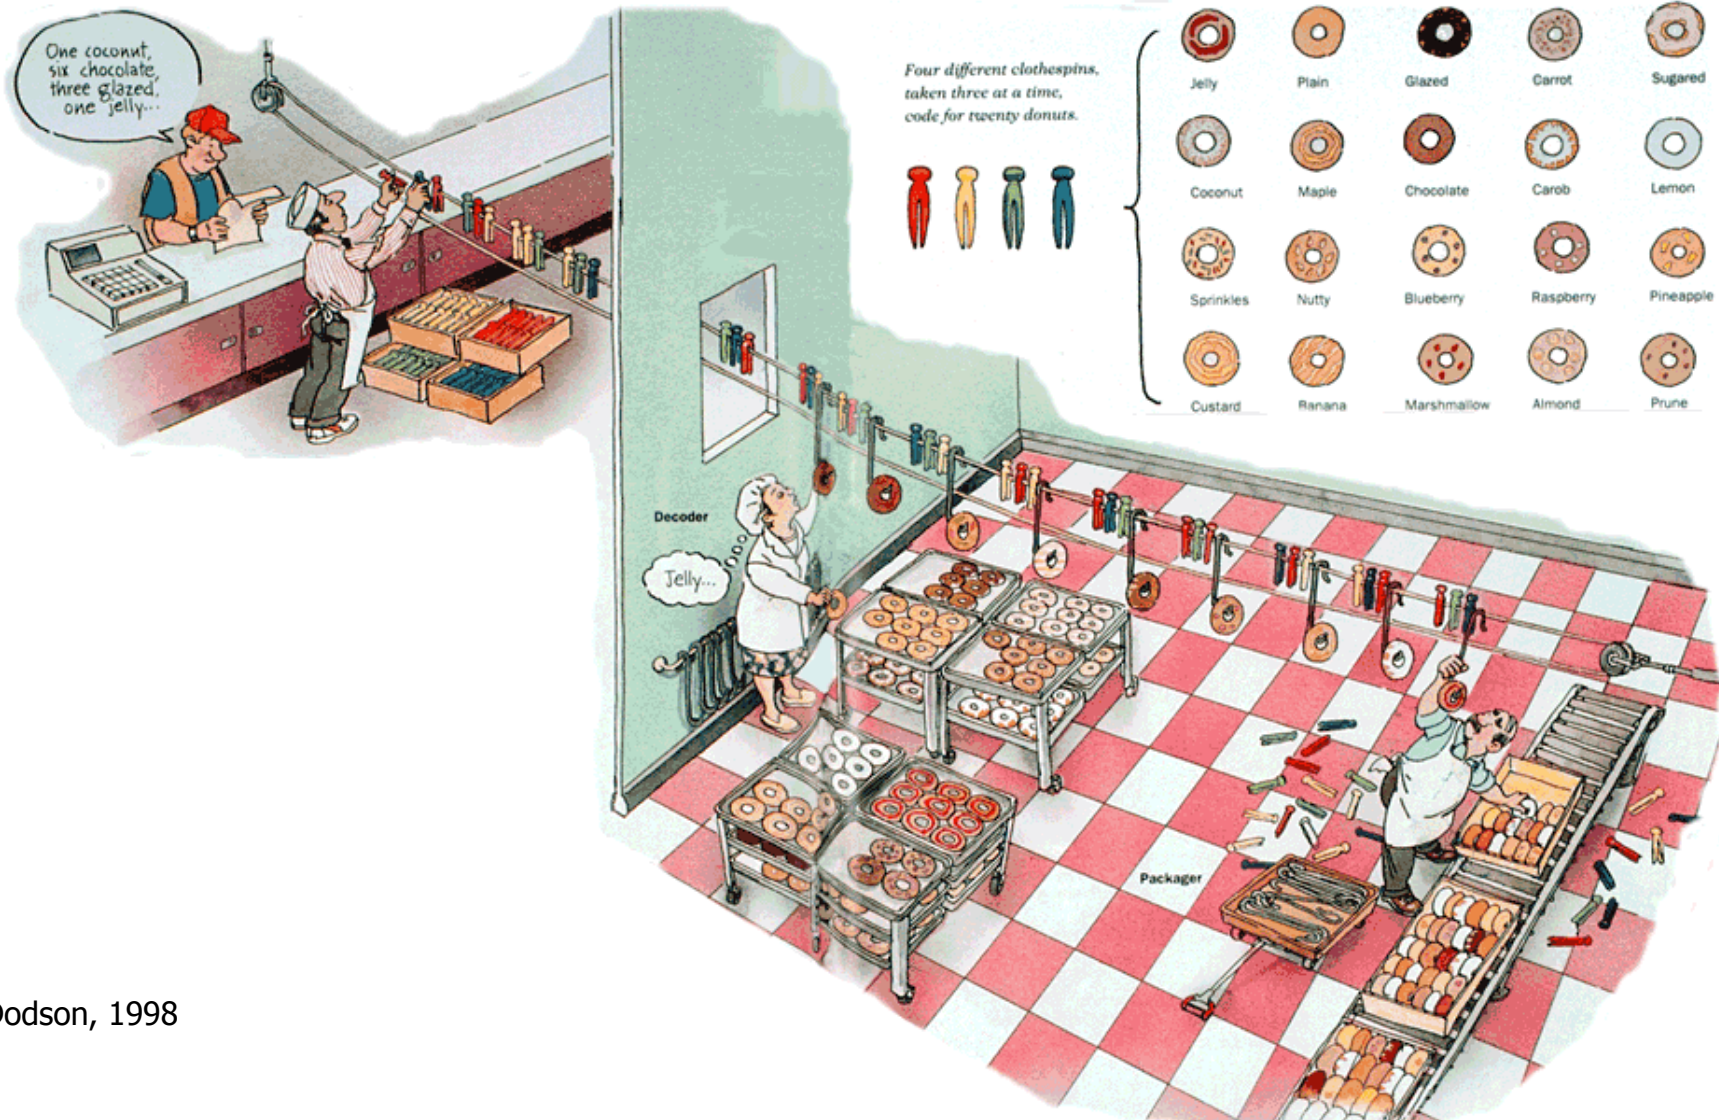 One coconut,
six chocolate,
three glazed,
one jelly...
Four different clothespins,
taken three at a time,
code for twenty donuts.
Jelly
Plain
Glazed
Carrot
Sugared
Coconut
Maple
Chocolate
Carob
Lemon
Sprinkles
Nutty
Blueberry
Raspberry
Pineapple
Custard
Banana
Marshmallow
Almond
Prune
Decoder
Jelly...
Packager
Dodson, 1998